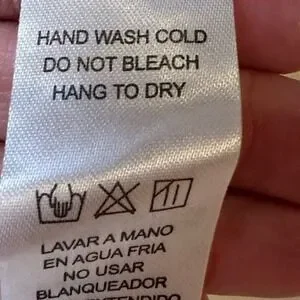 HAND WASH COLD
DO NOT BLEACH
HANG TO DRY
LAVAR A MANO
EN AGUA FRIA
NO USAR
BLANQUEADOR